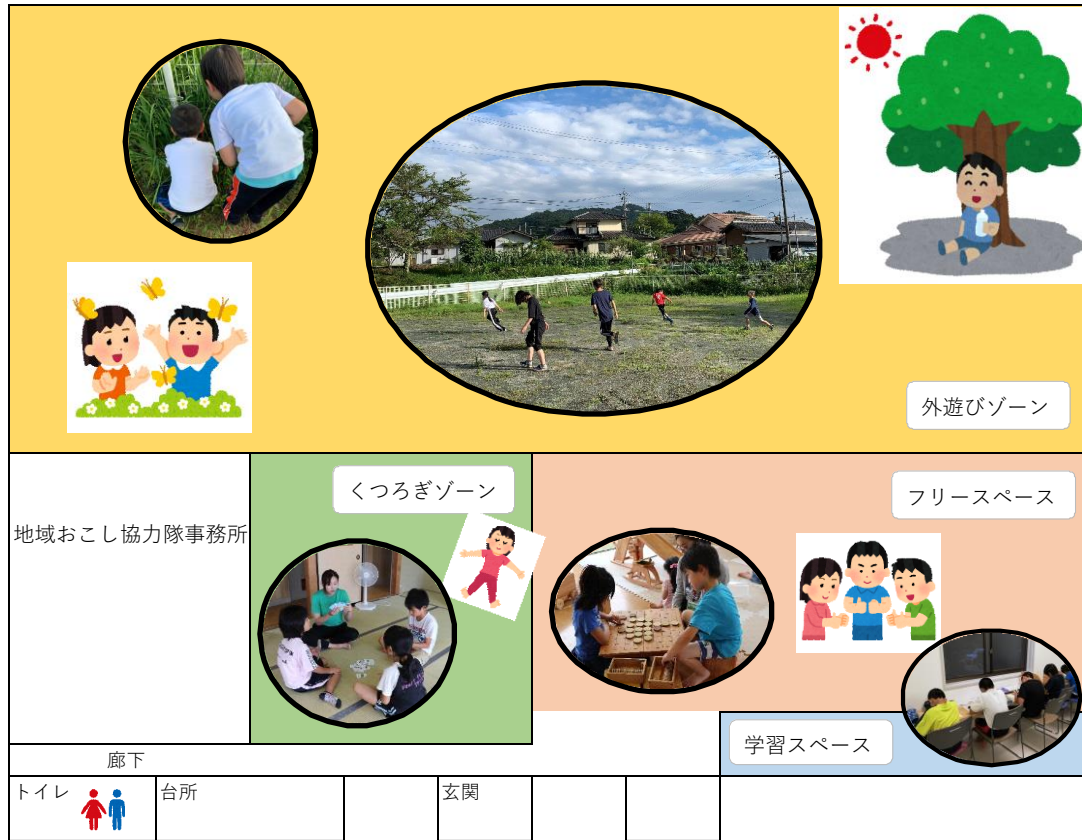 外遊びゾーン
くつろぎゾーン
フリースペース
地域おこし協力隊事務所
学習スペース
廊下
トイレ
台所
玄関